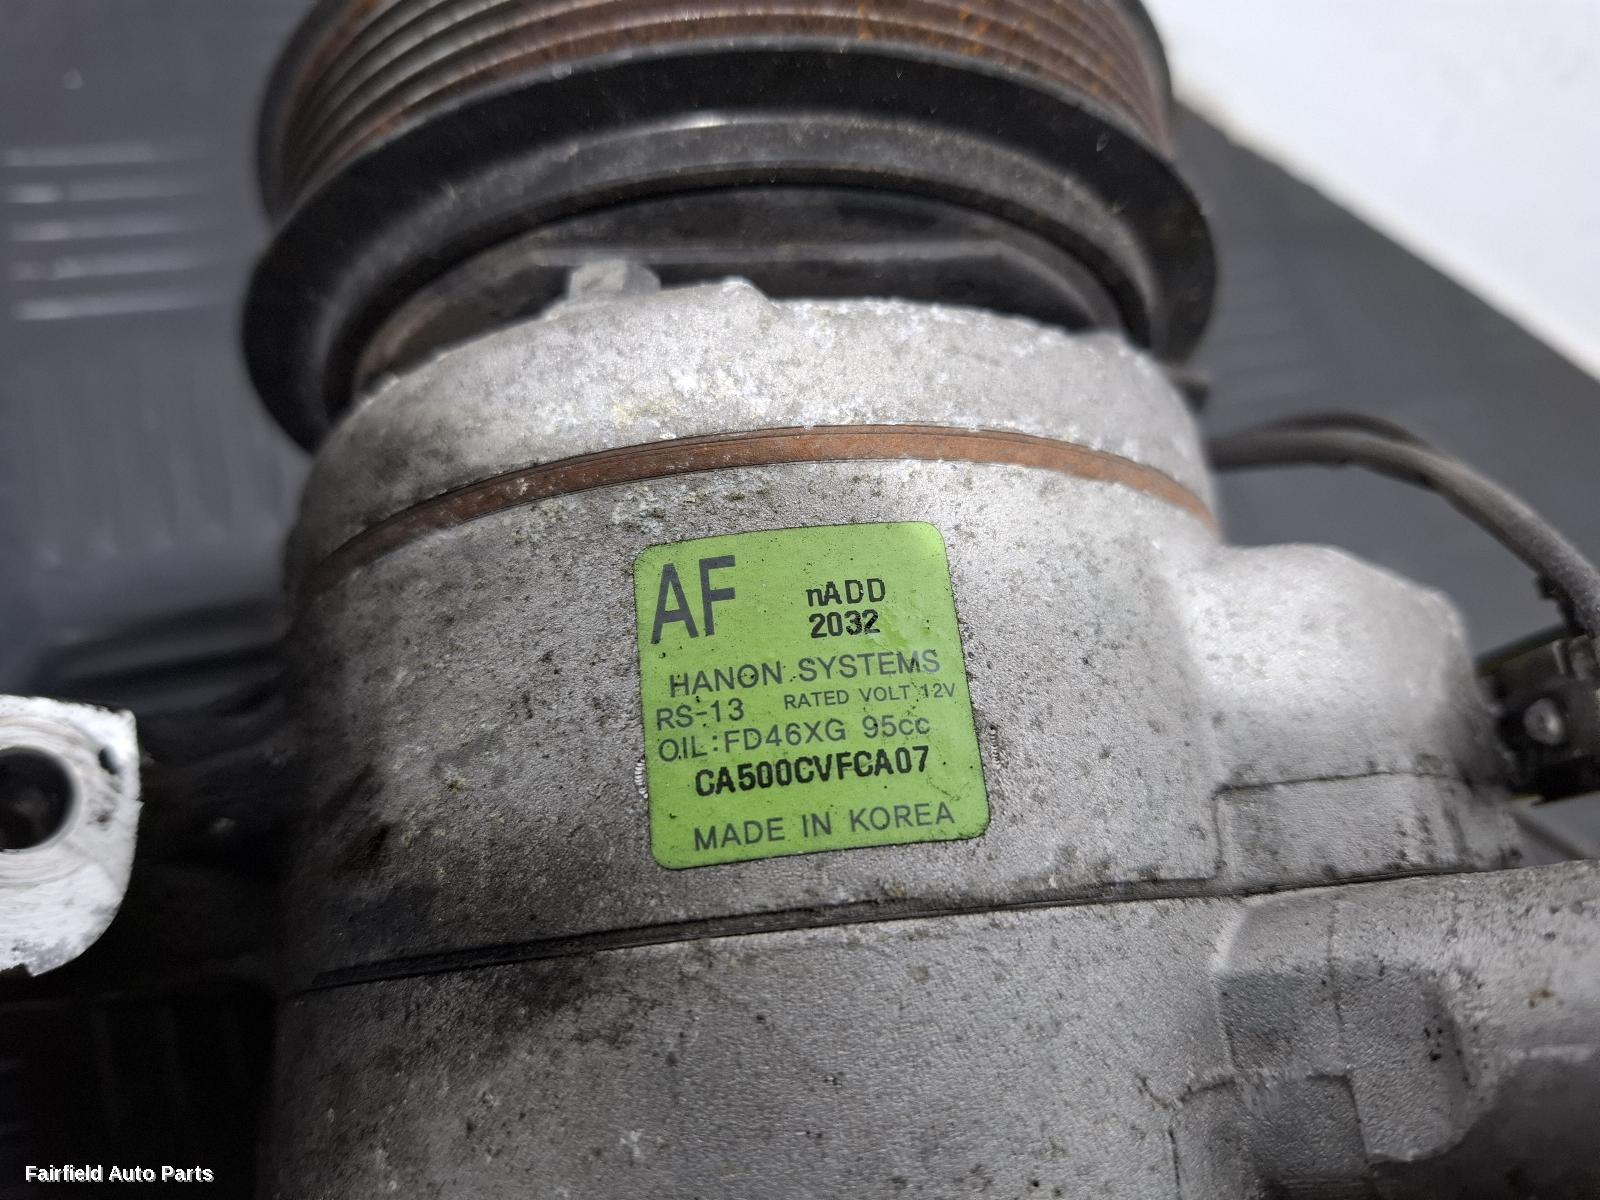 AF
nADD
2032
HANON SYSTEMS
RS-13 RATED VOLT 12V
OIL:FD46XG 95cc
CA500CVFCA07
MADE IN KOREA
Fairfield Auto Parts